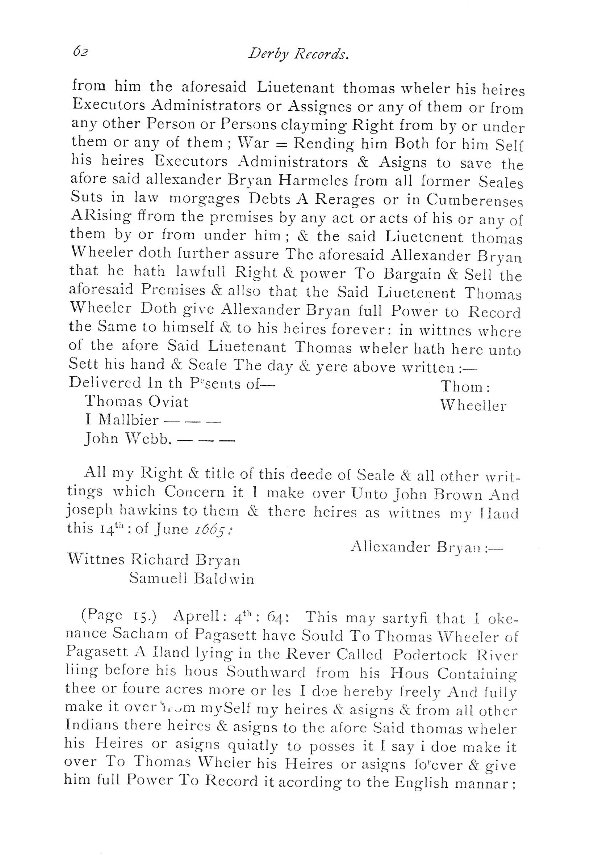 62 Derby Records.
from him the aforesaid Liuetenant thomas wheler his heires
Executors Administrators or Assignes or any of them or from
any other Person or Persons clayming Right from by or under
them or any of them ; War = Rending him Both for him Self
his heires Executors Administrators & Asigns to save the
afore said allexander Bryan Harmeles from all former Seales
Suts in law morgages Debts A Rerages or in Cumberenses
ARising ffrom the premises by any act or acts of his or any of
them by or from under him ; & the said Liuetenent thomas
Wheeler doth further assure The aforesaid Allexander Bryan
that he hath lawfull Right & power To Bargain & Sell the
aforesaid Premises & allso that the Said Liuetenent Thomas
Wheeler Doth give Allexander Bryan full Power to Record
the Same to himself & to his heires forever: in wittnes where
of the afore Said Liuetenant Thomas wheler hath here unto
Sett his hand & Seale The day & yere above written :—
Delivered In th Pʳsents of— Thom :
Thomas Oviat Wheeller
I Mallbier — — —
John Webb. — — —
All my Right & title of this deede of Seale & all other writ-
tings which Concern it I make over Unto John Brown And
joseph hawkins to them & there heires as wittnes my Hand
this 14th : of June 1665 :
Allexander Bryan :—
Wittnes Richard Bryan
Samuell Baldwin
(Page 15.) Aprell : 4th : 64: This may sartyfi that I oke-
nance Sacham of Pagasett have Sould To Thomas Wheeler of
Pagasett A Iland lying in the Rever Called Podertock River
liing before his hous Southward from his Hous Containing
thee or foure acres more or les I doe hereby freely And fully
make it over mySelf my heires & asigns & from all other
Indians there heires & asigns to the afore Said thomas wheler
his Heires or asigns quiatly to posses it I say i doe make it
over To Thomas Wheler his Heires or asigns forever & give
him full Power To Record it acording to the English mannar ;